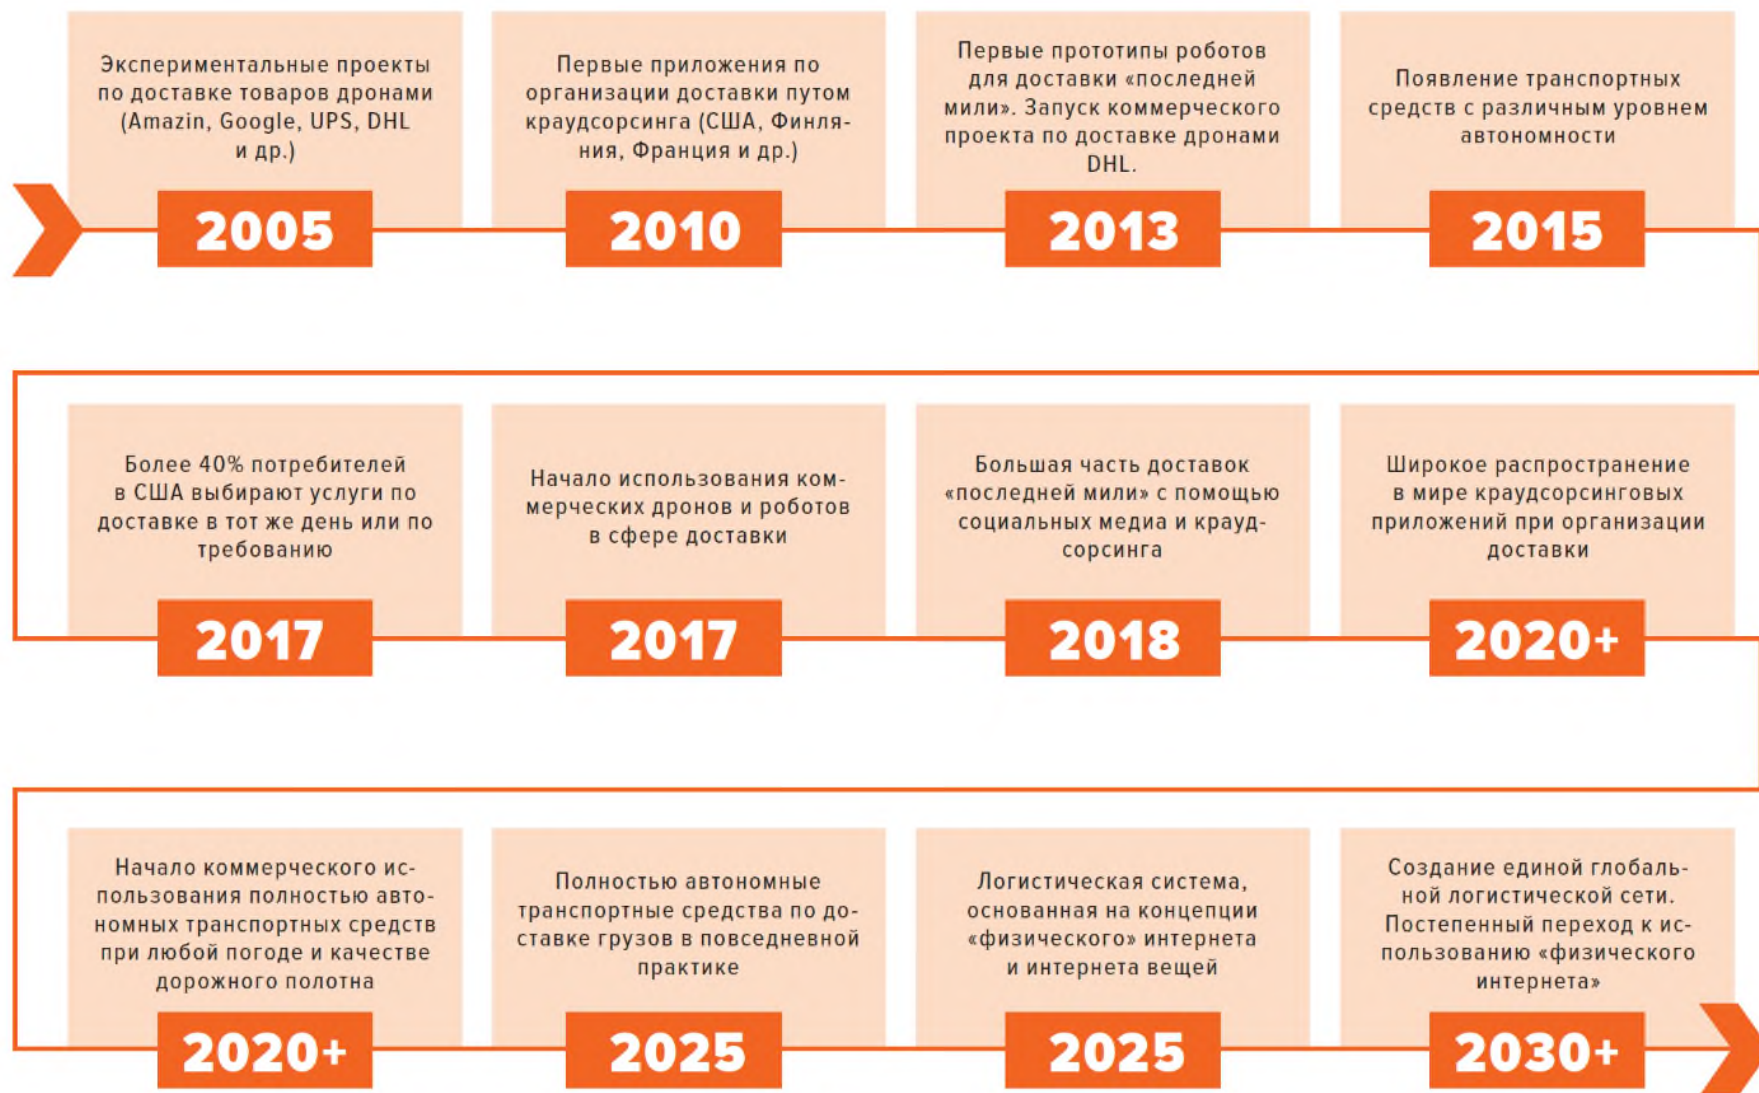 Экспериментальные проекты
по доставке товаров дронами
(Amazin, Google, UPS, DHL
и др.)
2005
Первые приложения по
организации доставки путом
краудсорсинга (США, Финля-
ния, Франция и др.)
2010
Первые прототипы роботов
для доставки «последней
мили». Запуск коммерческого
проекта по доставке дронами
DHL.
2013
Появление транспортных
средств с различным уровнем
автономности
2015
Более 40% потребителей
в США выбирают услуги по
доставке в тот же день или по
требованию
2017
Начало использования ком-
мерческих дронов и роботов
в сфере доставки
2017
Большая часть доставок
«последней мили» с помощью
социальных медиа и крауд-
сорсинга
2018
Широкое распространение
в мире краудсорсинговых
приложений при организации
доставки
2020+
Начало коммерческого ис-
пользования полностью авто-
номных транспортных средств
при любой погоде и качестве
дорожного полотна
2020+
Полностью автономные
транспортные средства по до-
ставке грузов в повседневной
практике
2025
Логистическая система,
основанная на концепции
«физического» интернета
и интернета вещей
2025
Создание единой глобаль-
ной логистической сети.
Постепенный переход к ис-
пользованию «физического
интернета»
2030+